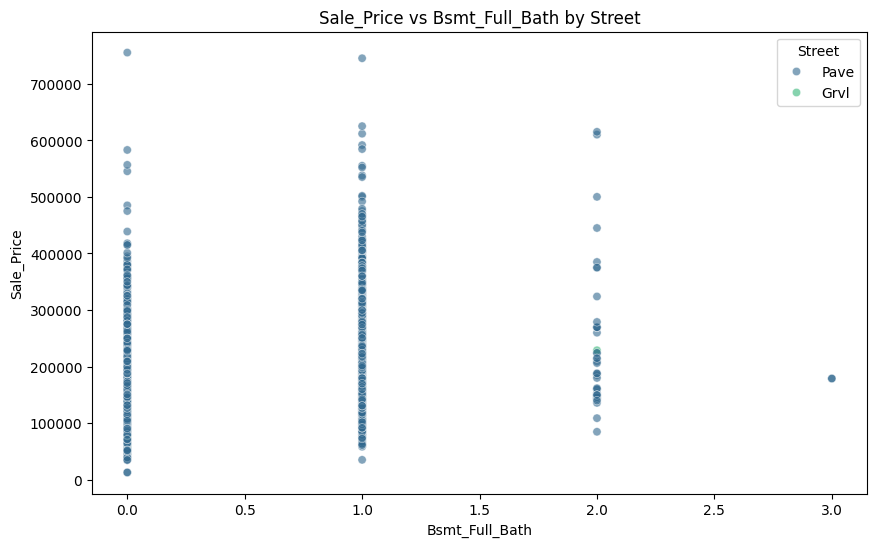 Sale_Price vs Bsmt_Full_Bath by Street
Street
Pave
Grvl
Sale_Price
700000
600000
500000
400000
300000
200000
100000
0
0.0 0.5 1.0 1.5 2.0 2.5 3.0
Bsmt_Full_Bath